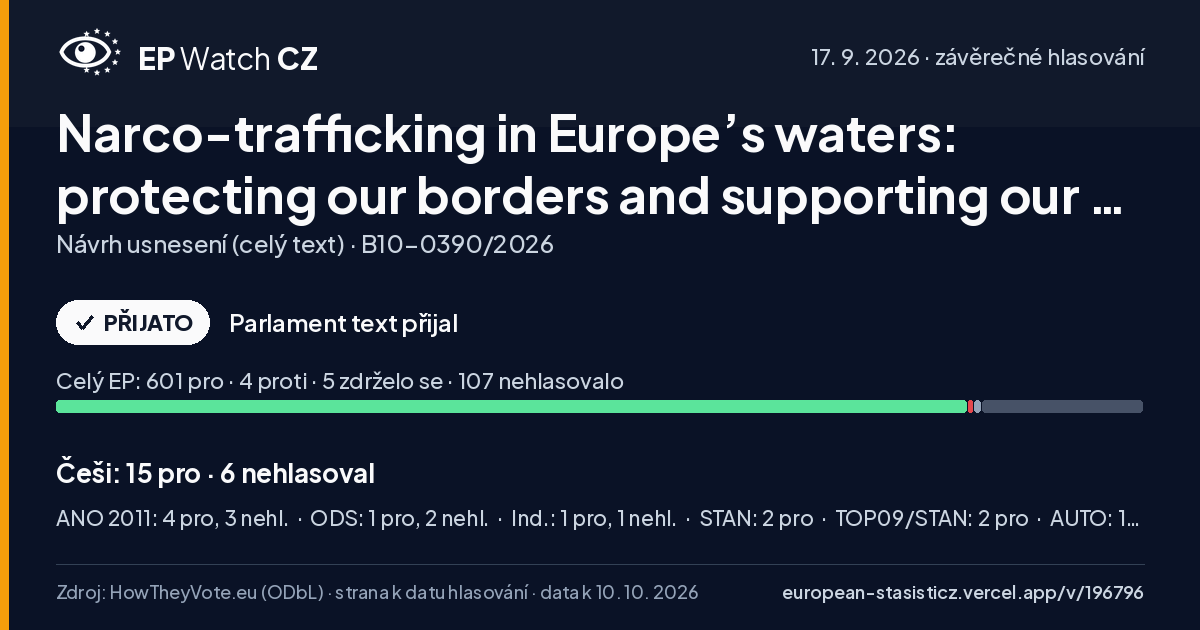 EP Watch CZ
17. 9. 2026 · závěrečné hlasování
Narco-trafficking in Europe’s waters:
protecting our borders and supporting our …
Návrh usnesení (celý text) · B10-0390/2026
✓ PŘIJATO
Parlament text přijal
Celý EP: 601 pro · 4 proti · 5 zdrželo se · 107 nehlasovalo
Češi: 15 pro · 6 nehlasoval
ANO 2011: 4 pro, 3 nehl. · ODS: 1 pro, 2 nehl. · Ind.: 1 pro, 1 nehl. · STAN: 2 pro · TOP09/STAN: 2 pro · AUTO: 1…
Zdroj: HowTheyVote.eu (ODbL) · strana k datu hlasování · data k 10. 10. 2026
european-stasisticz.vercel.app/v/196796